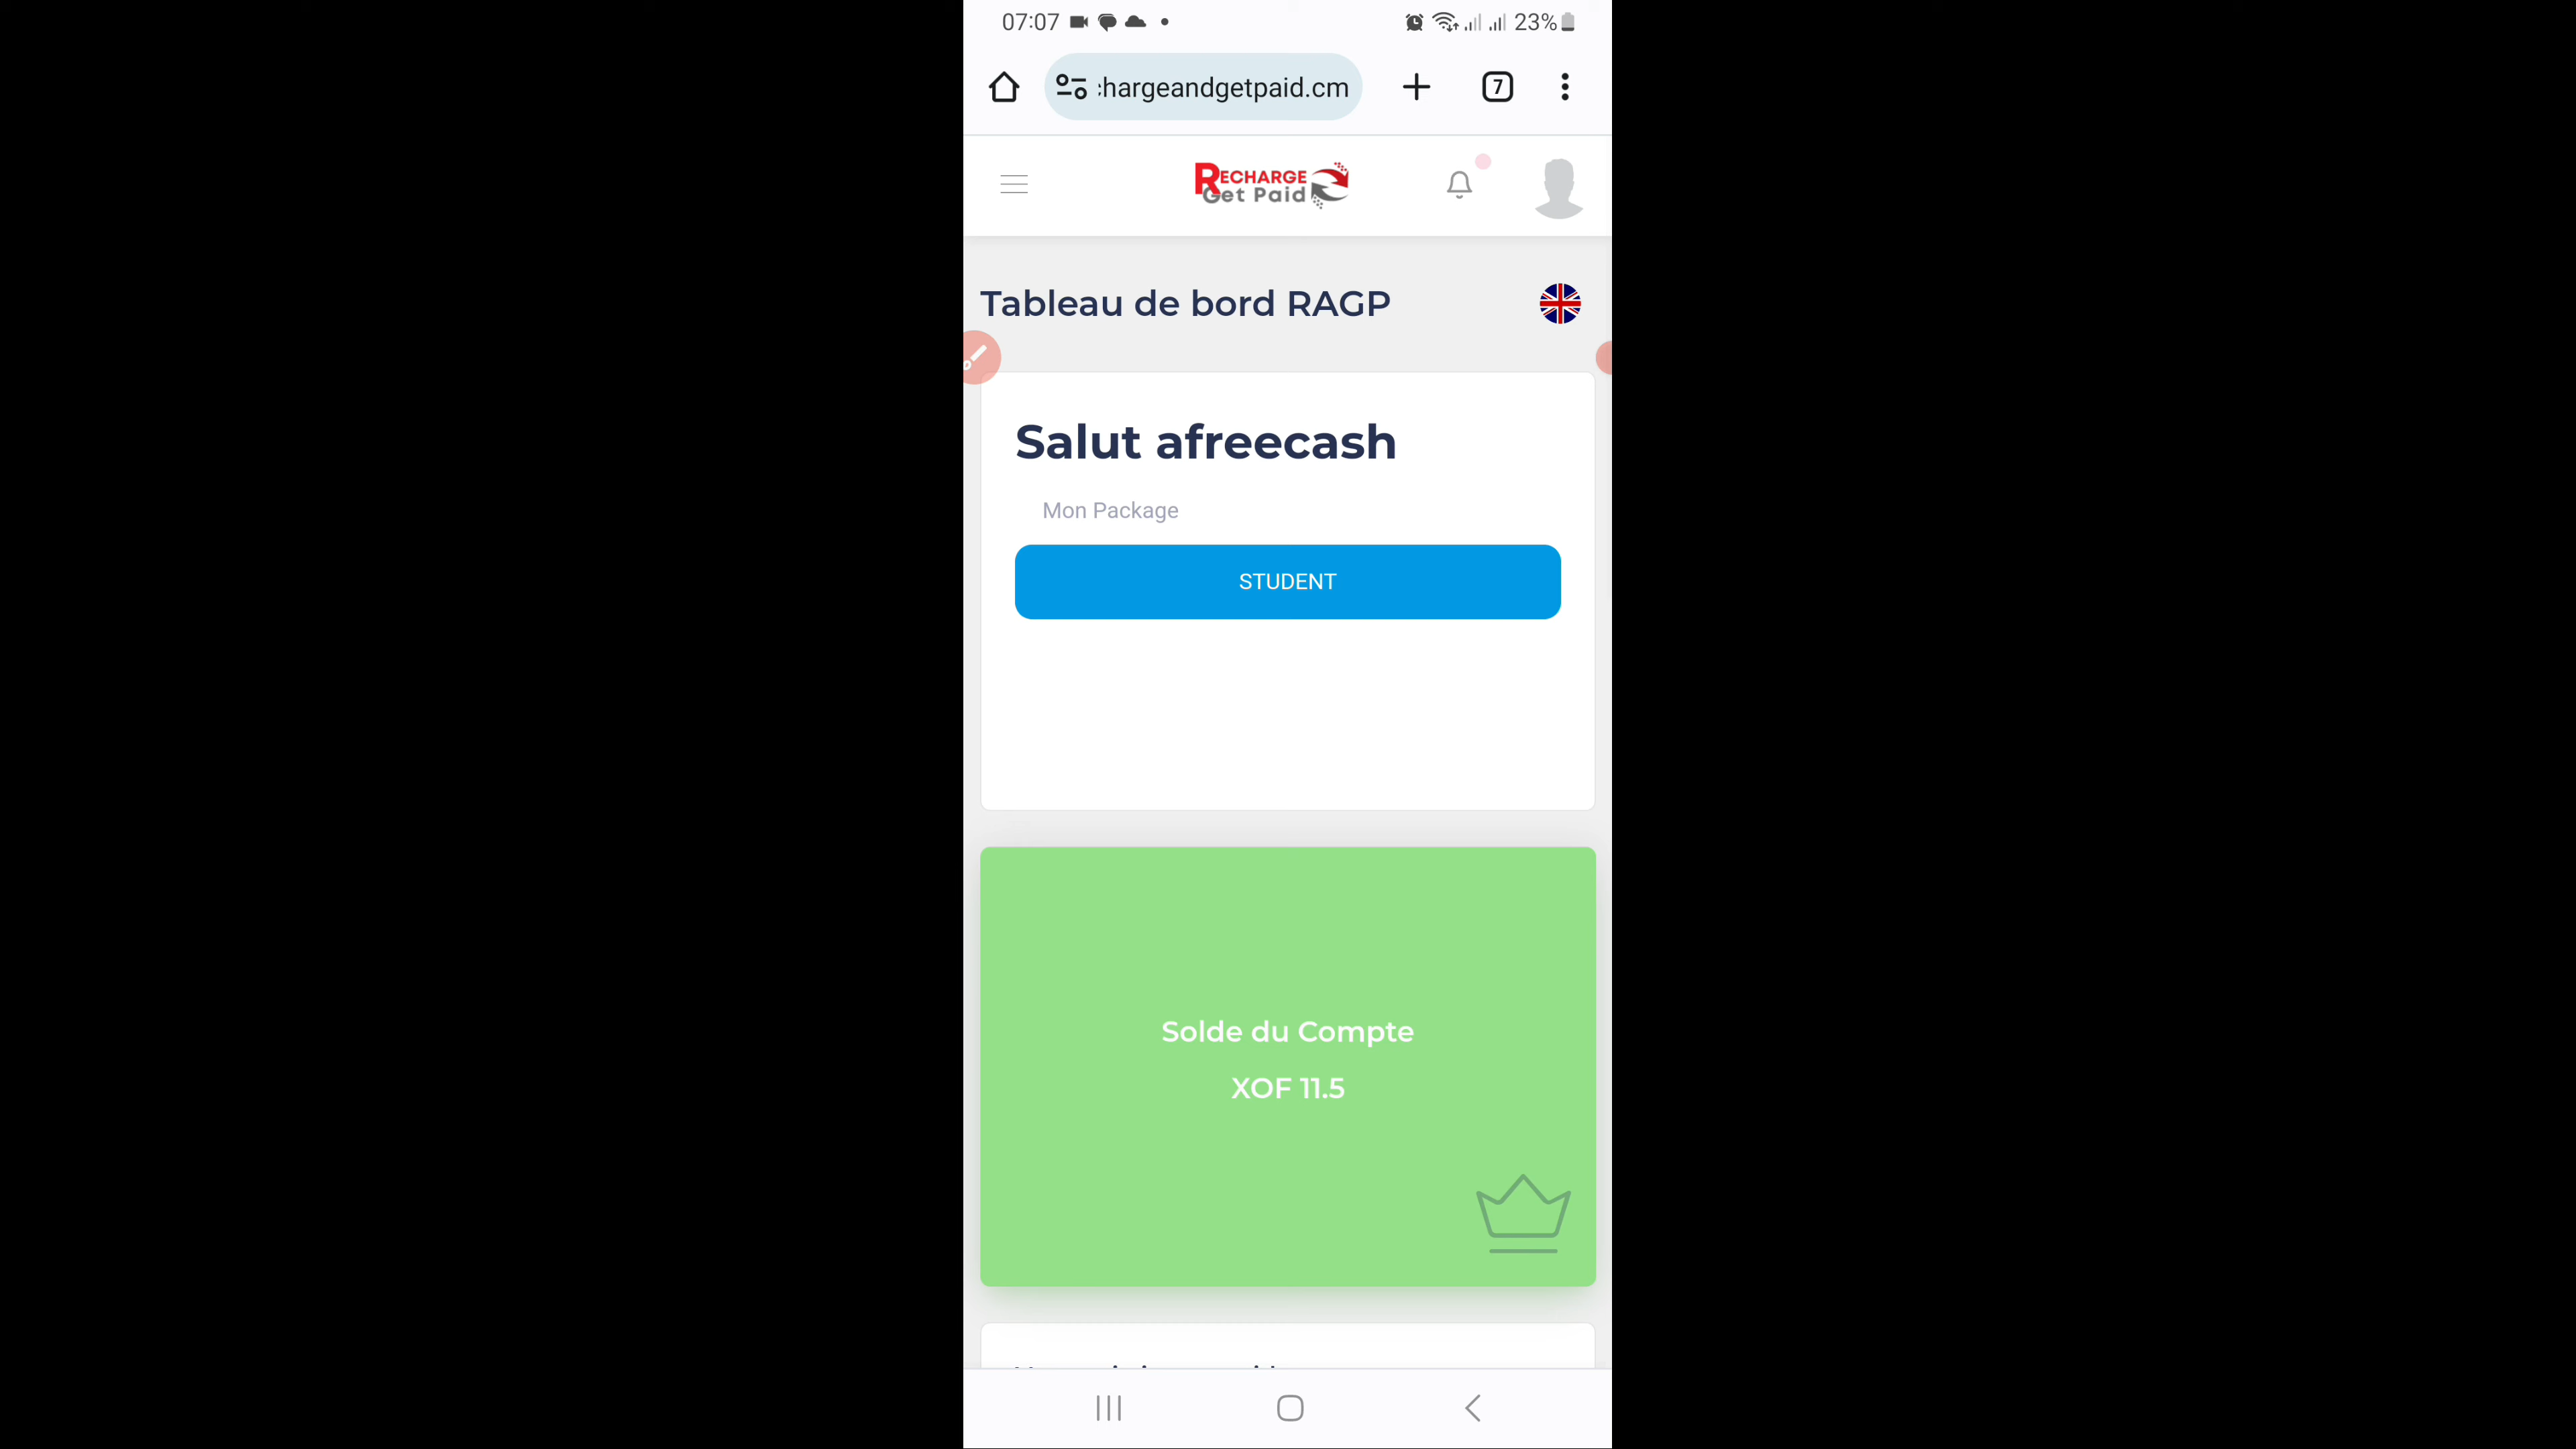 07:07
23%
hargeandgetpaid.cm
7
RECHARGE
Get Paid
Tableau de bord RAGP
Salut afreecash
Mon Package
STUDENT
Solde du Compte
XOF 11.5